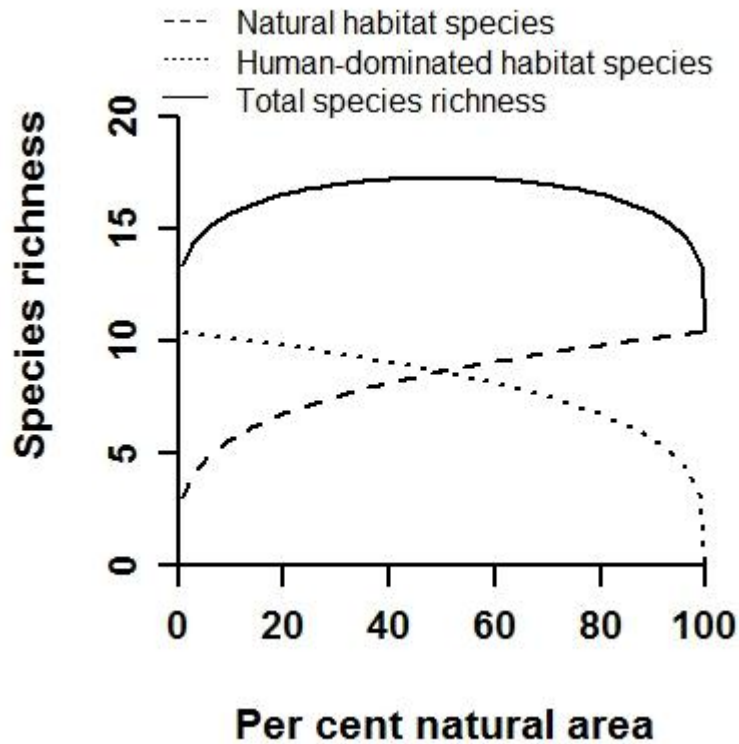 Natural habitat species
Human-dominated habitat species
Total species richness
Species richness
20
15
10
5
0
0 20 40 60 80 100
Per cent natural area